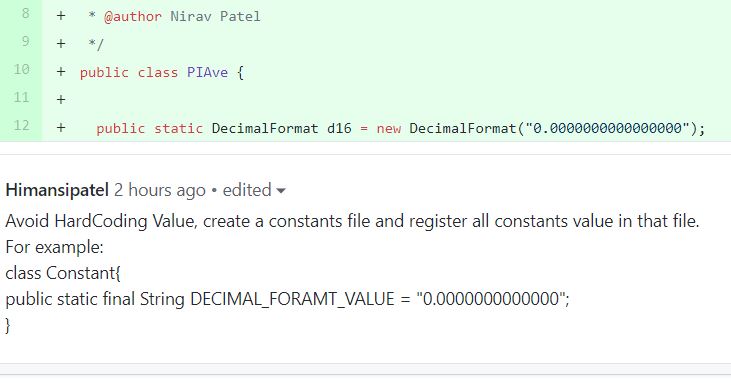 8 + * @author Nirav Patel
9 + */
10 + public class PIAve {
11 +
12 + public static DecimalFormat d16 = new DecimalFormat("0.0000000000000000");
Himansipatel 2 hours ago • edited
Avoid HardCoding Value, create a constants file and register all constants value in that file.
For example:
class Constant{
public static final String DECIMAL_FORAMT_VALUE = "0.0000000000000";
}